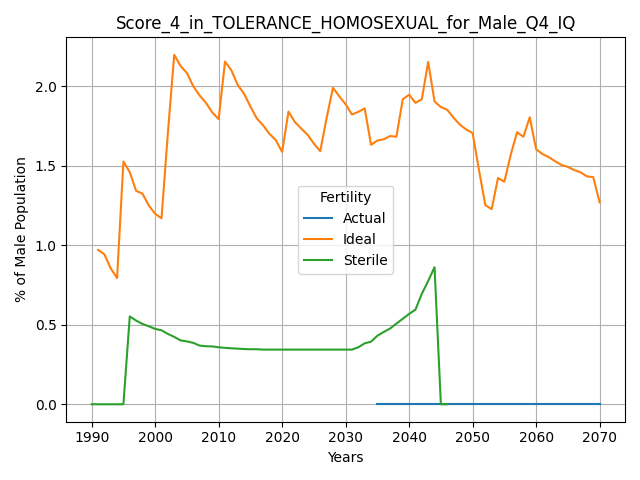 Score_4_in_TOLERANCE_HOMOSEXUAL_for_Male_Q4_IQ
% of Male Population
2.0
1.5
1.0
0.5
0.0
Fertility
Actual
Ideal
Sterile
1990 2000 2010 2020 2030 2040 2050 2060 2070
Years